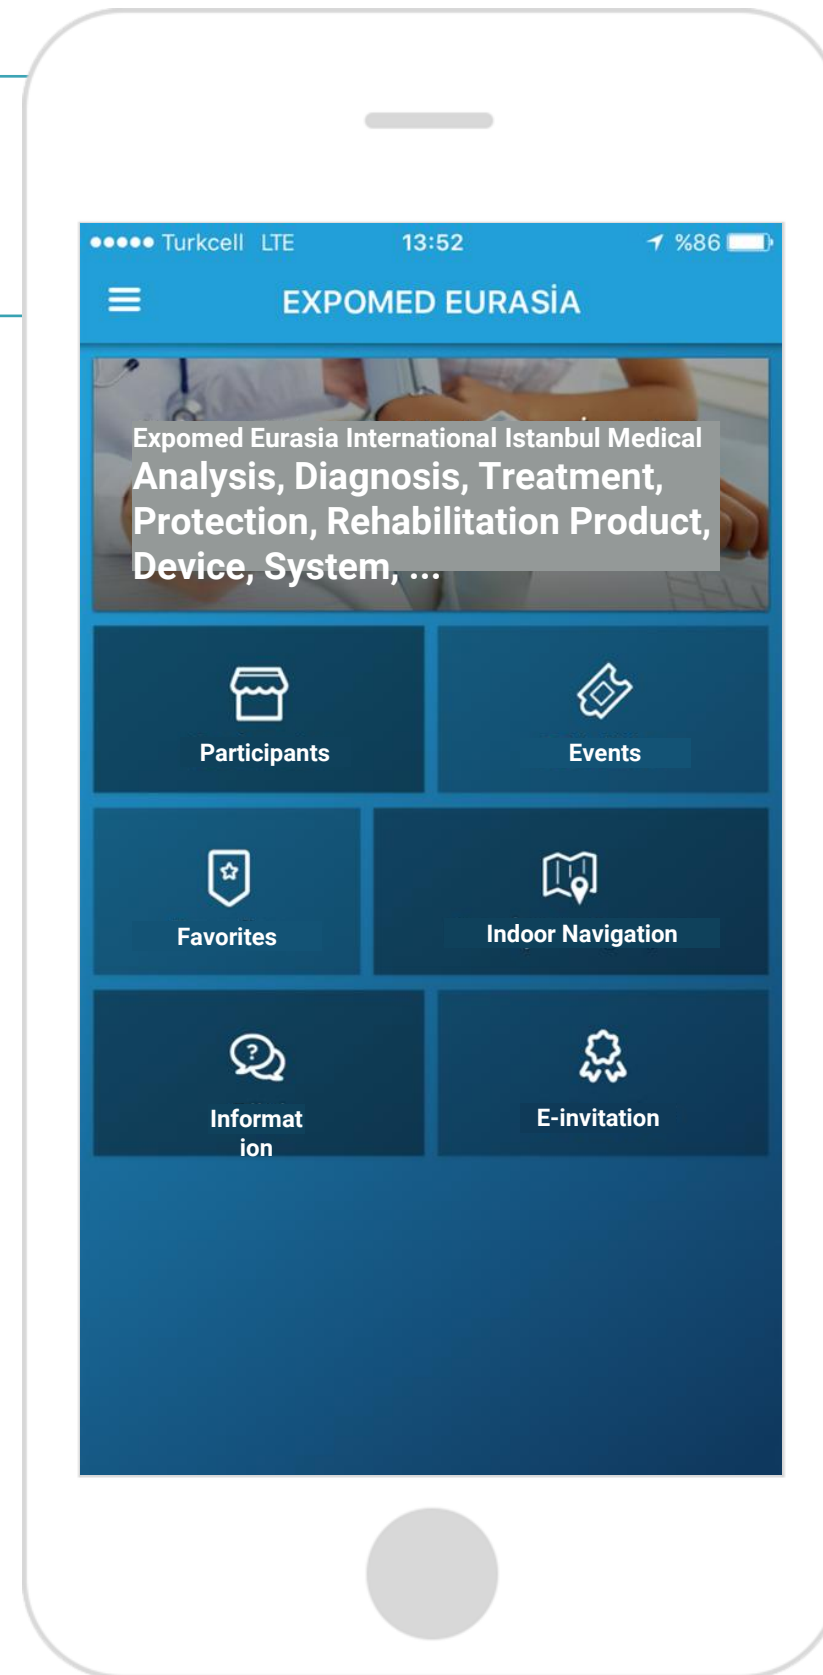 Turkcell LTE 13:52 %86
EXPOMED EURASİA
Expomed Eurasia International Istanbul Medical
Analysis, Diagnosis, Treatment,
Protection, Rehabilitation Product,
Device, System, ...
Participants
Events
Favorites
Indoor Navigation
Informat
ion
E-invitation